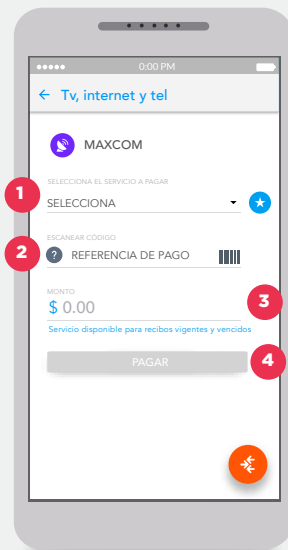 0:00 PM
Tv, internet y tel
MAXCOM
1
SELECCIONA EL SERVICIO A PAGAR
SELECCIONA
2
ESCANEAR CÓDIGO
? REFERENCIA DE PAGO
MONTO
$ 0.00
3
Servicio disponible para recibos vigentes y vencidos
PAGAR
4